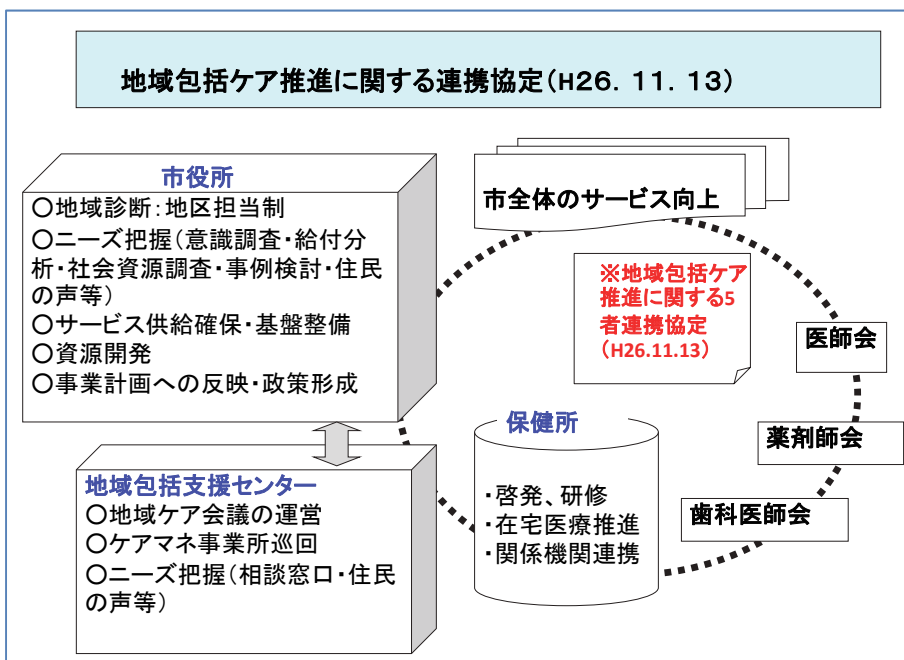 地域包括ケア推進に関する連携協定(H26.11.13)
市役所
〇地域診断:地区担当制
〇ニーズ把握(意識調査・給付分
析・社会資源調査・事例検討・住民
の声等)
〇サービス供給確保・基盤整備
〇資源開発
〇事業計画への反映・政策形成
市全体のサービス向上
※地域包括ケア
推進に関する5
者連携協定
(H26.11.13)
医師会
薬剤師会
歯科医師会
保健所
・啓発、研修
・在宅医療推進
・関係機関連携
地域包括支援センター
〇地域ケア会議の運営
〇ケアマネ事業所巡回
〇ニーズ把握(相談窓口・住民
の声等)